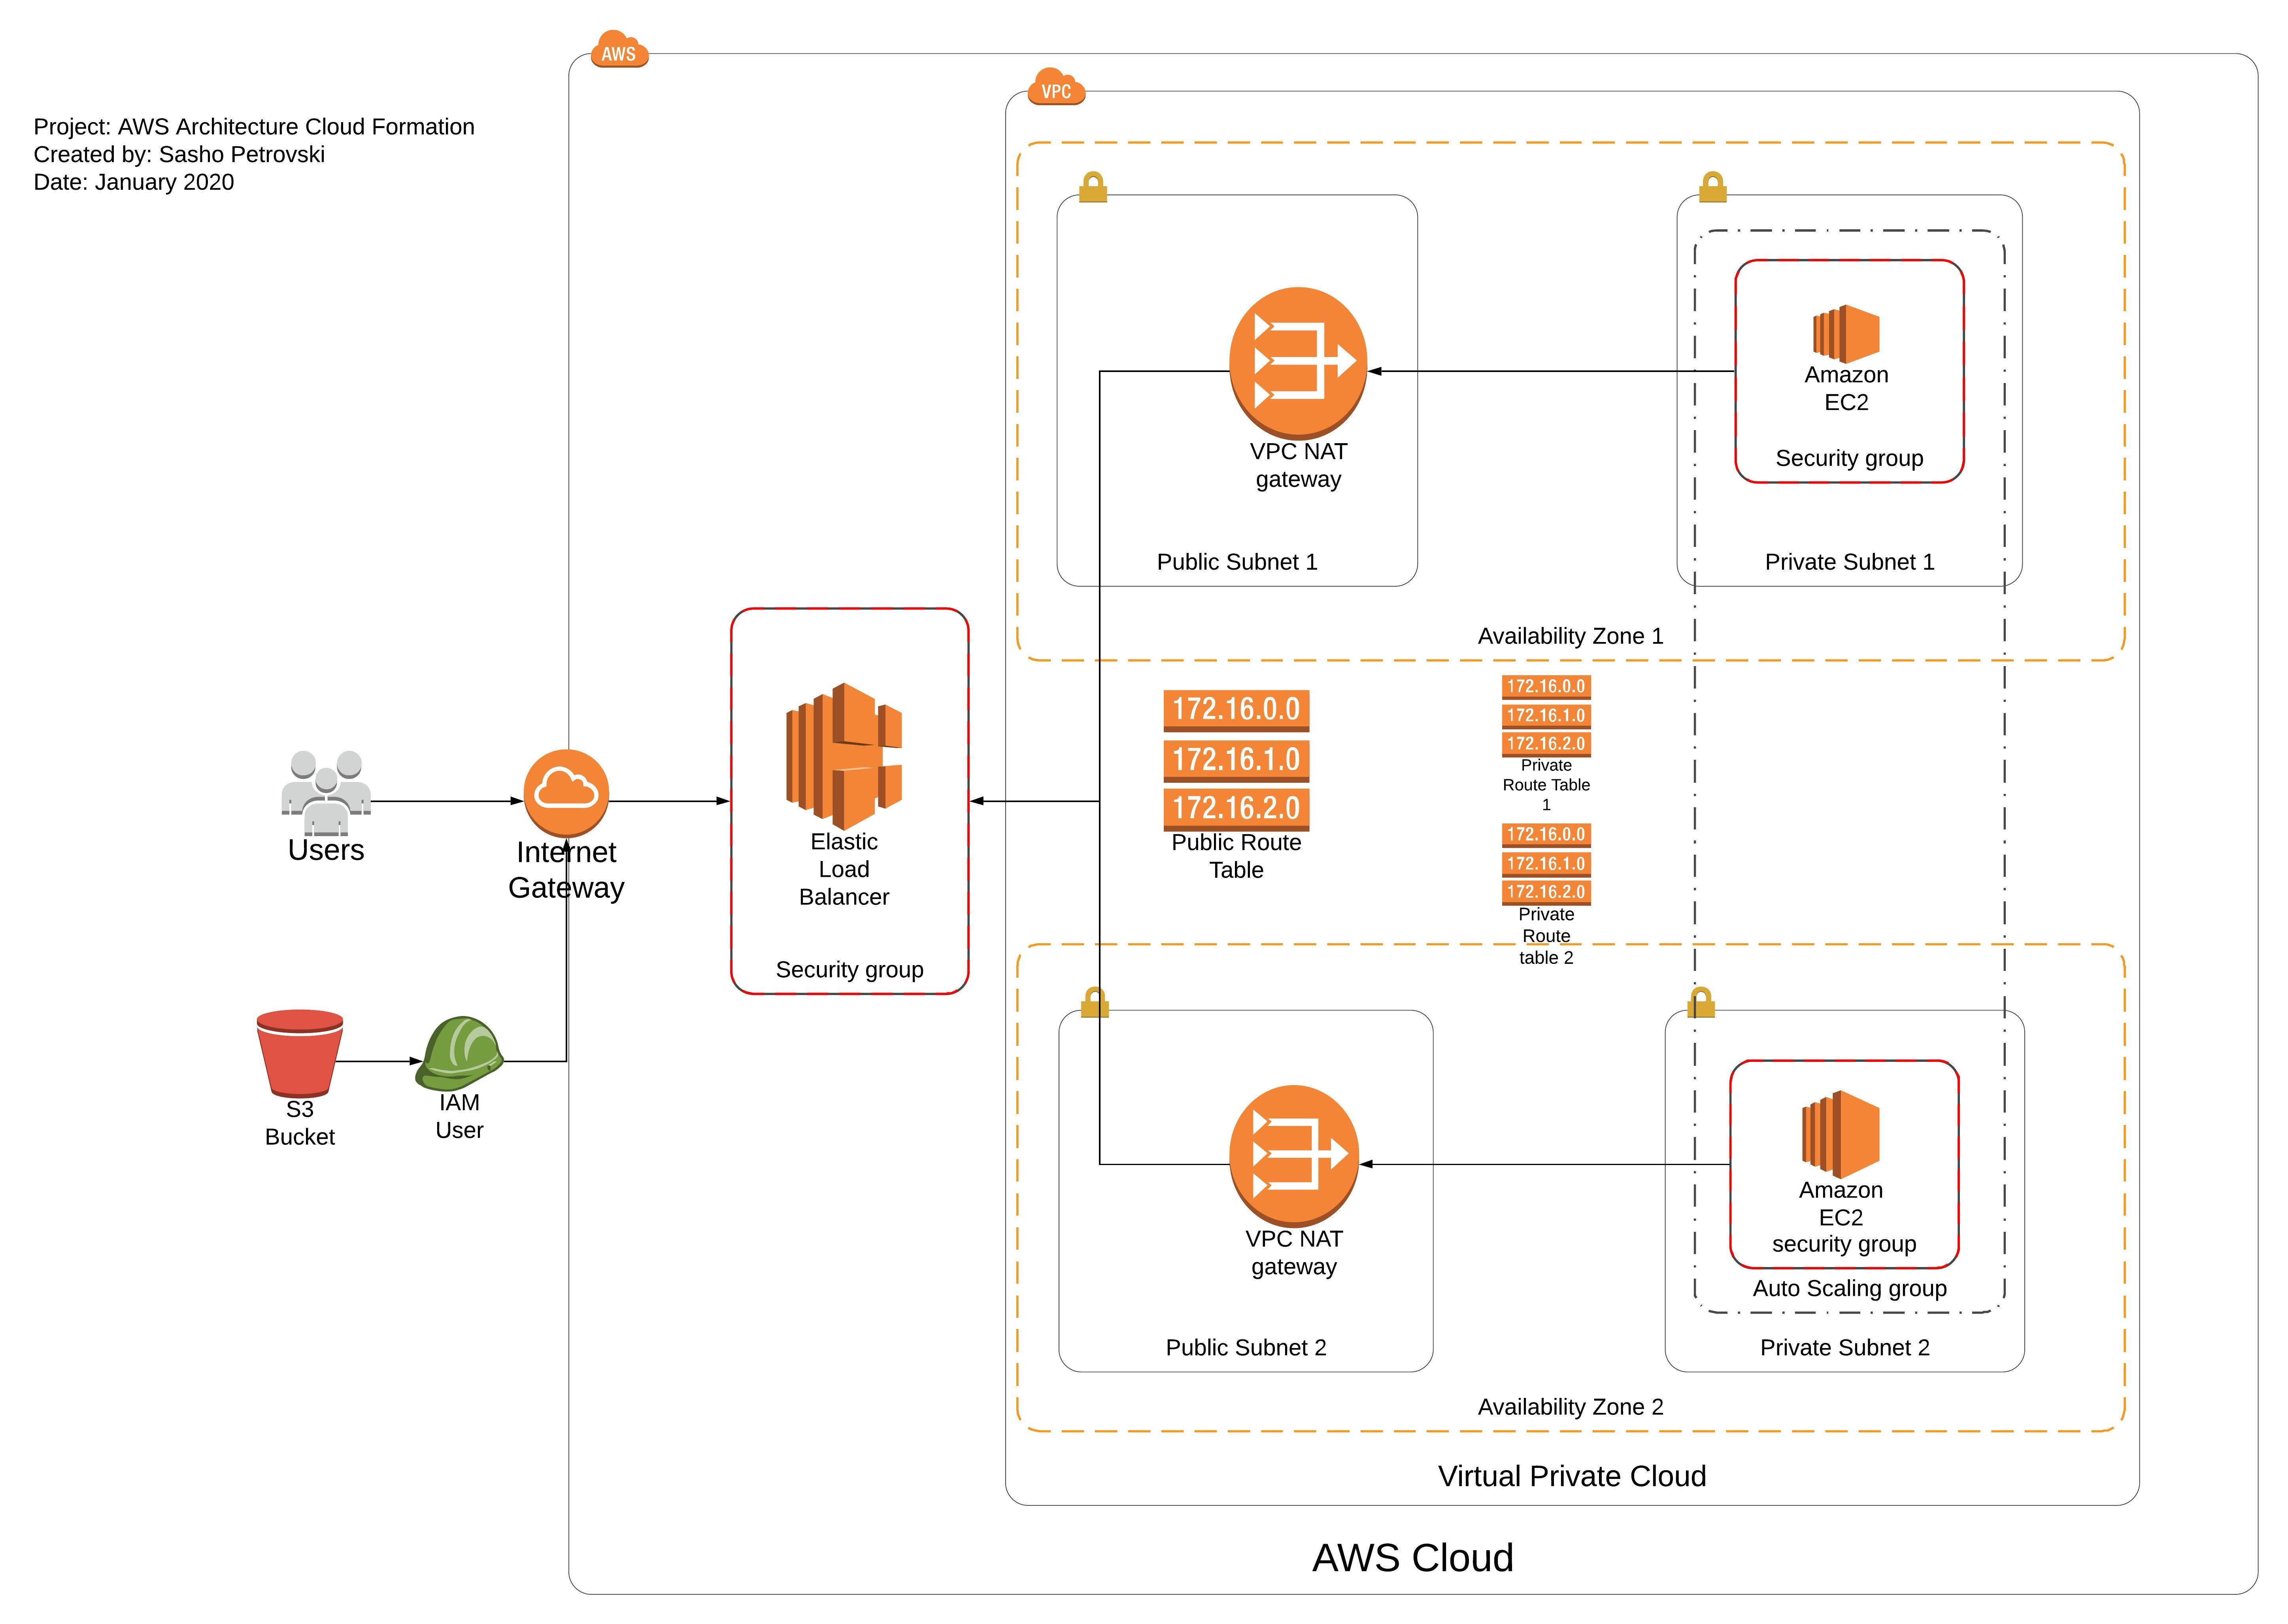 AWS
VPC
Project: AWS Architecture Cloud Formation
Created by: Sasho Petrovski
Date: January 2020
VPC NAT
gateway
Public Subnet 1
Amazon
EC2
Security group
Private Subnet 1
Availability Zone 1
Users
Internet
Gateway
Elastic
Load
Balancer
Security group
172.16.0.0
172.16.1.0
172.16.2.0
Public Route
Table
172.16.0.0
172.16.1.0
172.16.2.0
Private
Route Table
1
172.16.0.0
172.16.1.0
172.16.2.0
Private
Route
table 2
S3
Bucket
IAM
User
VPC NAT
gateway
Public Subnet 2
Amazon
EC2
security group
Auto Scaling group
Private Subnet 2
Availability Zone 2
Virtual Private Cloud
AWS Cloud